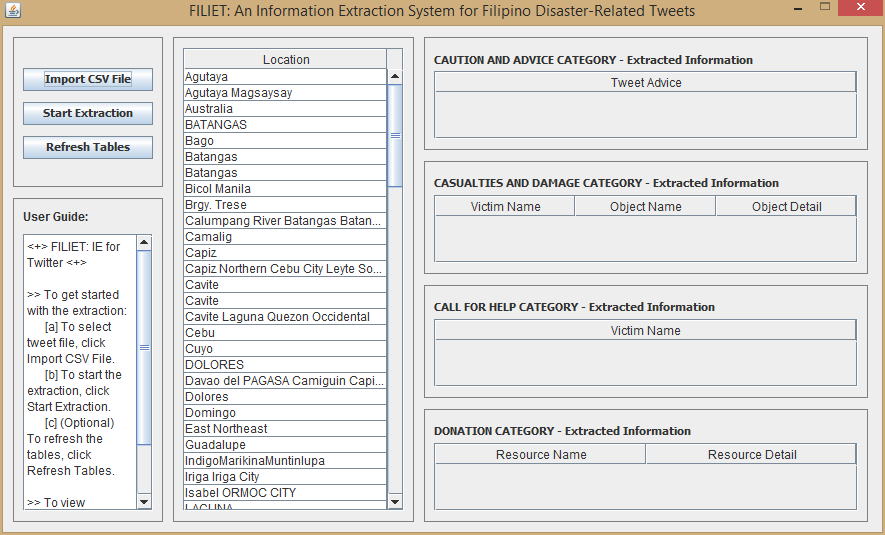 FILIET: An Information Extraction System for Filipino Disaster-Related Tweets
Import CSV File
Start Extraction
Refresh Tables
User Guide:
<+> FILIET: IE for
Twitter <+>
>> To get started
with the extraction:
[a] To select
tweet file, click
Import CSV File.
[b] To start the
extraction, click
Start Extraction.
[c] (Optional)
To refresh the
tables, click
Refresh Tables.
>> To view
Location
Agutaya
Agutaya Magsaysay
Australia
BATANGAS
Bago
Batangas
Batangas
Bicol Manila
Brgy. Trese
Calumpang River Batangas Batan...
Camalig
Capiz
Capiz Northern Cebu City Leyte So...
Cavite
Cavite
Cavite Laguna Quezon Occidental
Cebu
Cuyo
DOLORES
Davao del PAGASA Camiguin Capi...
Dolores
Domingo
East Northeast
Guadalupe
IndigoMarikinaMuntinlupa
Iriga Iriga City
Isabel ORMOC CITY
LAGUNA
CAUTION AND ADVICE CATEGORY - Extracted Information
Tweet Advice
CASUALTIES AND DAMAGE CATEGORY - Extracted Information
Victim Name Object Name Object Detail
CALL FOR HELP CATEGORY - Extracted Information
Victim Name
DONATION CATEGORY - Extracted Information
Resource Name Resource Detail